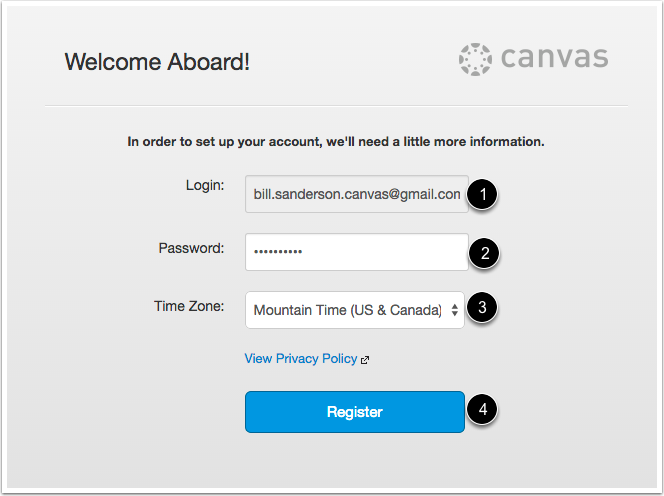 Welcome Aboard!
canvas
In order to set up your account, we'll need a little more information.
Login:
bill.sanderson.canvas@gmail.con
1
Password:
••••••••••
2
Time Zone:
Mountain Time (US & Canada)
3
View Privacy Policy
Register
4